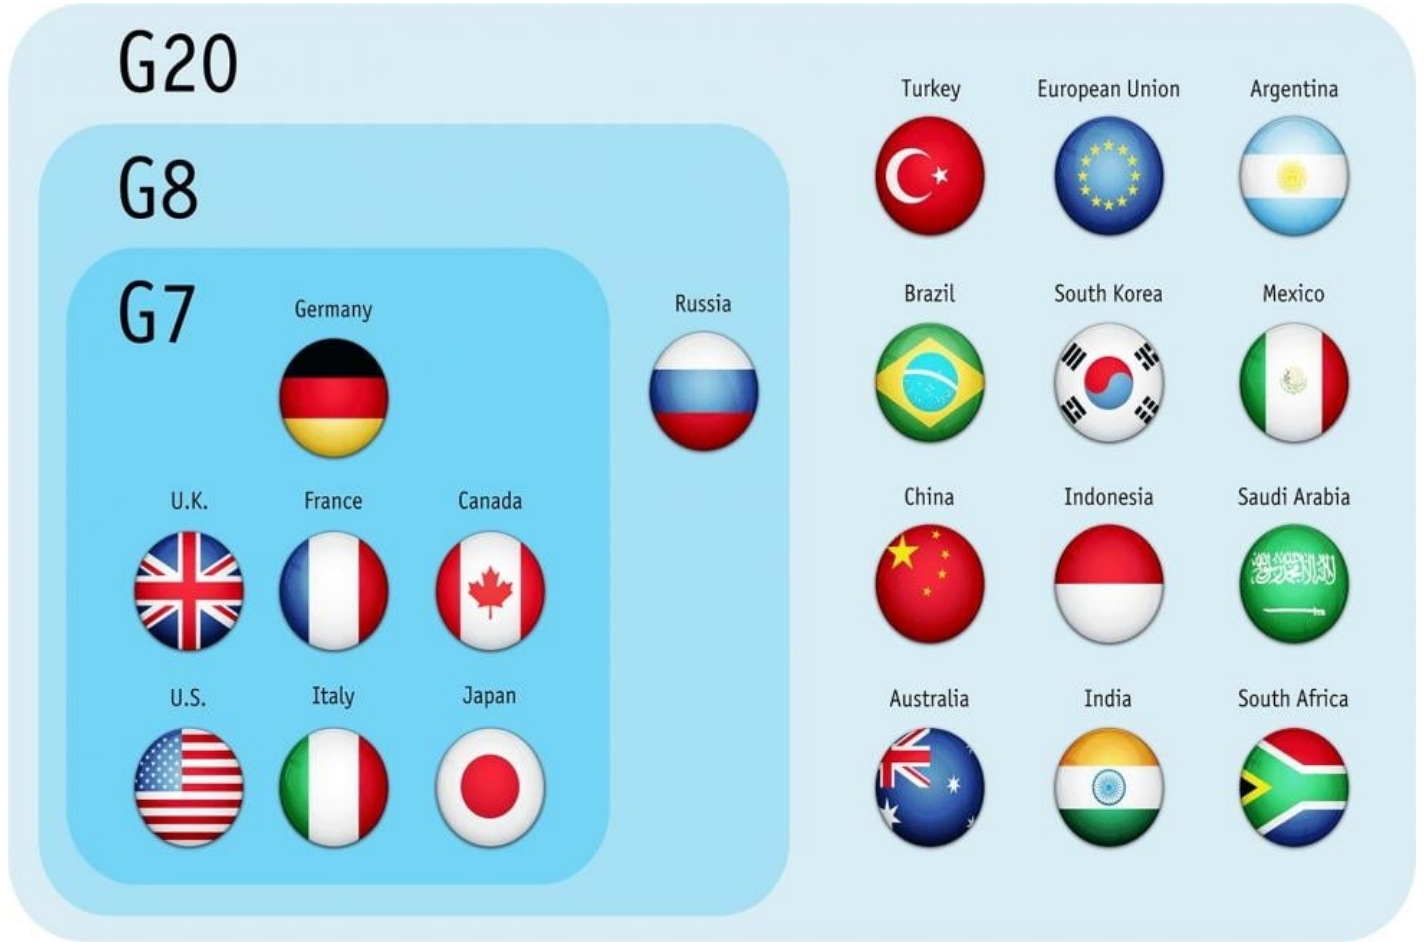 G20
Turkey
European Union
Argentina
G8
G7
Germany
Russia
Brazil
South Korea
Mexico
U.K.
France
Canada
China
Indonesia
Saudi Arabia
U.S.
Italy
Japan
Australia
India
South Africa